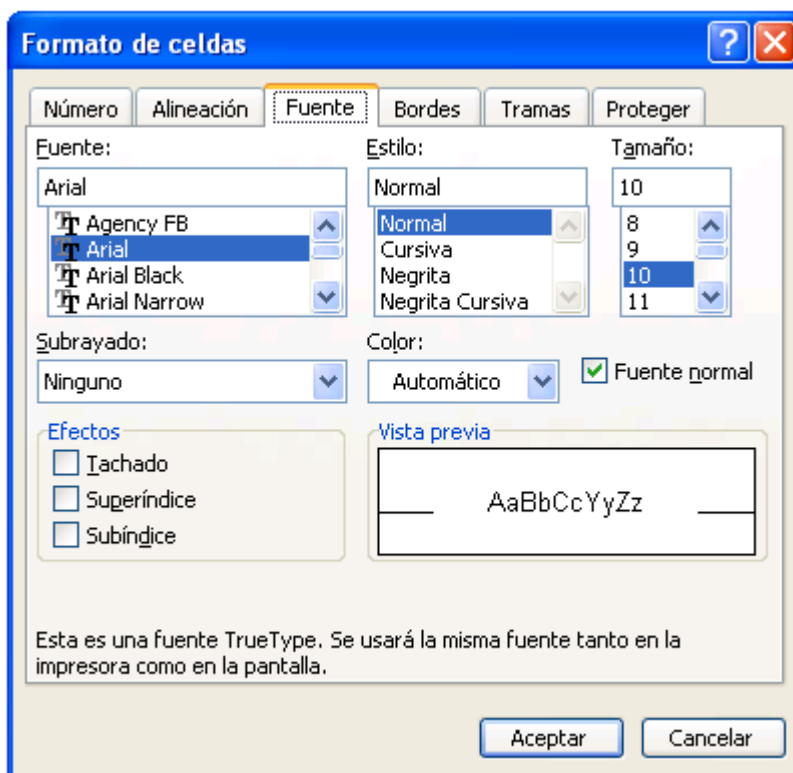 Formato de celdas
Número Alineación Fuente Bordes Tramas Proteger
Fuente: Estilo: Tamaño:
Arial Normal 10
Agency FB Normal 8
Arial Cursiva 9
Arial Black Negrita 10
Arial Narrow Negrita Cursiva 11
Subrayado: Color:
Ninguno Automático Fuente normal
Efectos Vista previa
Tachado
Superíndice AaBbCcYyZz
Subíndice
Esta es una fuente TrueType. Se usará la misma fuente tanto en la
impresora como en la pantalla.
Aceptar Cancelar